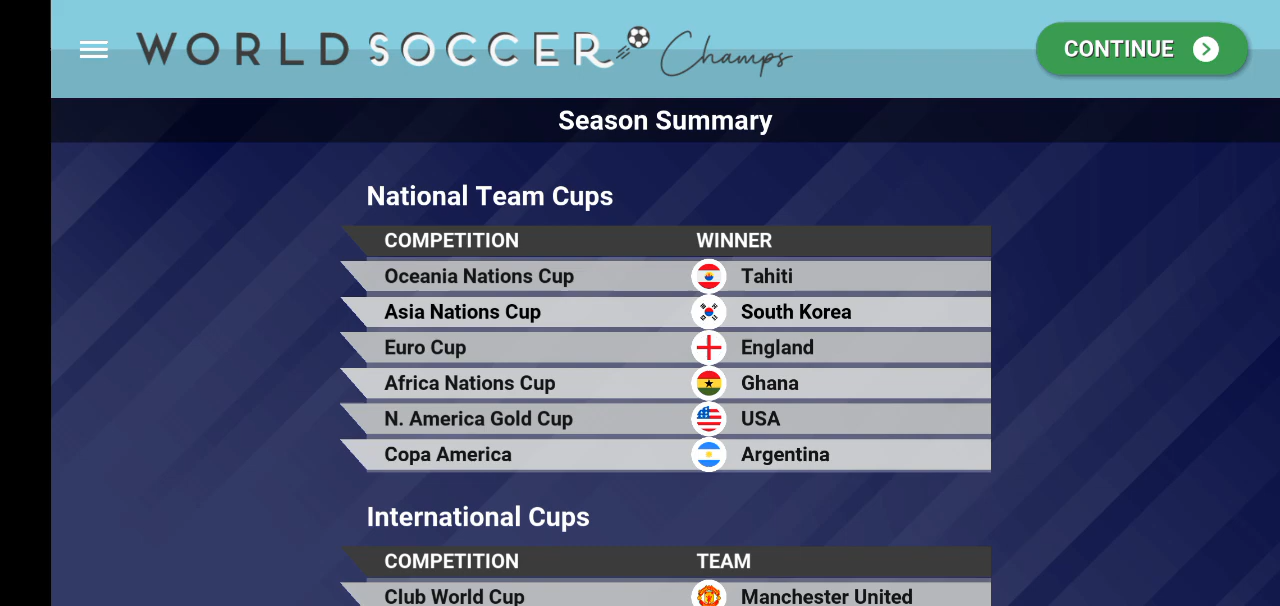 WORLD SOCCER Champs
CONTINUE
Season Summary
National Team Cups
COMPETITION WINNER
Oceania Nations Cup Tahiti
Asia Nations Cup South Korea
Euro Cup England
Africa Nations Cup Ghana
N. America Gold Cup USA
Copa America Argentina
International Cups
COMPETITION TEAM
Club World Cup Manchester United